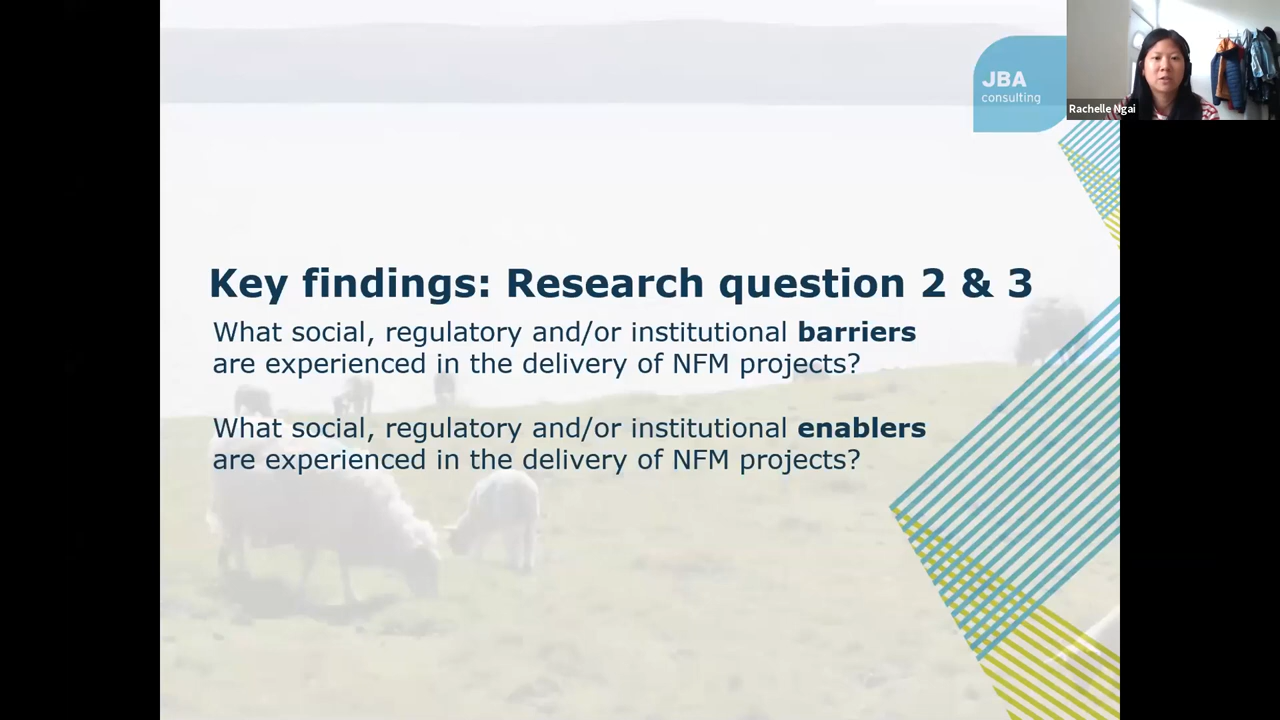 JBA
consulting
Rachelle Ngai
Key findings: Research question 2 & 3
What social, regulatory and/or institutional barriers
are experienced in the delivery of NFM projects?
What social, regulatory and/or institutional enablers
are experienced in the delivery of NFM projects?